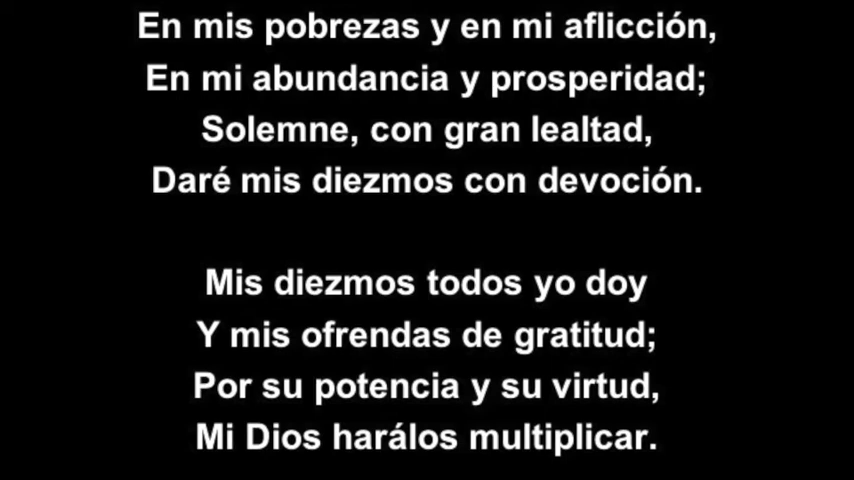 En mis pobrezas y en mi aflicción,
En mi abundancia y prosperidad;
Solemne, con gran lealtad,
Daré mis diezmos con devoción.
Mis diezmos todos yo doy
Y mis ofrendas de gratitud;
Por su potencia y su virtud,
Mi Dios harálos multiplicar.